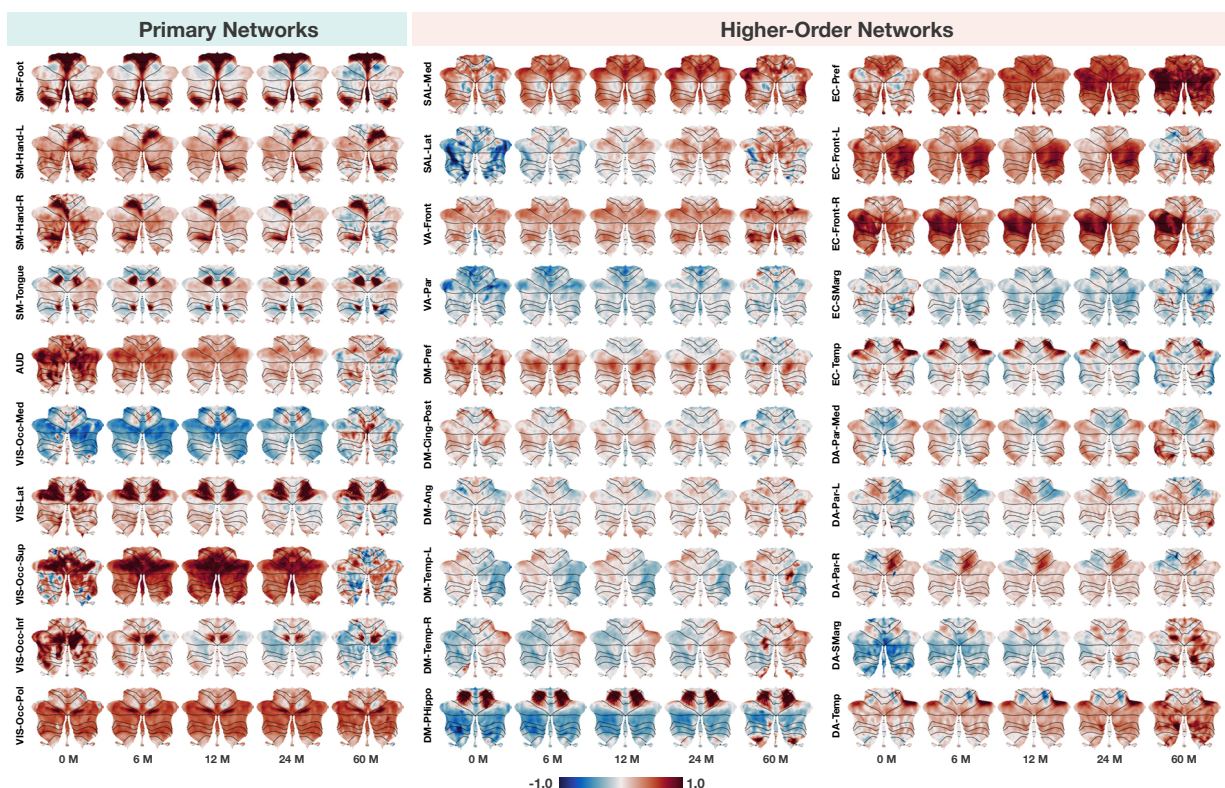 Primary Networks
Higher-Order Networks
SM-Foot
SM-Hand-L
SM-Hand-R
SM-Tongue
AUD
VIS-Occ-Med
VIS-Lat
VIS-Occ-Sup
VIS-Occ-Inf
VIS-Occ-Pol
0 M 6 M 12 M 24 M 60 M
SAL-Med
SAL-Lat
VA-Front
VA-Par
DM-Pref
DM-Cing-Post
DM-Ang
DM-Temp-L
DM-Temp-R
DM-PHippo
0 M 6 M 12 M 24 M 60 M
EC-Pref
EC-Front-L
EC-Front-R
EC-SMarg
EC-Temp
DA-Par-Med
DA-Par-L
DA-Par-R
DA-SMarg
DA-Temp
0 M 6 M 12 M 24 M 60 M
-1.0 1.0